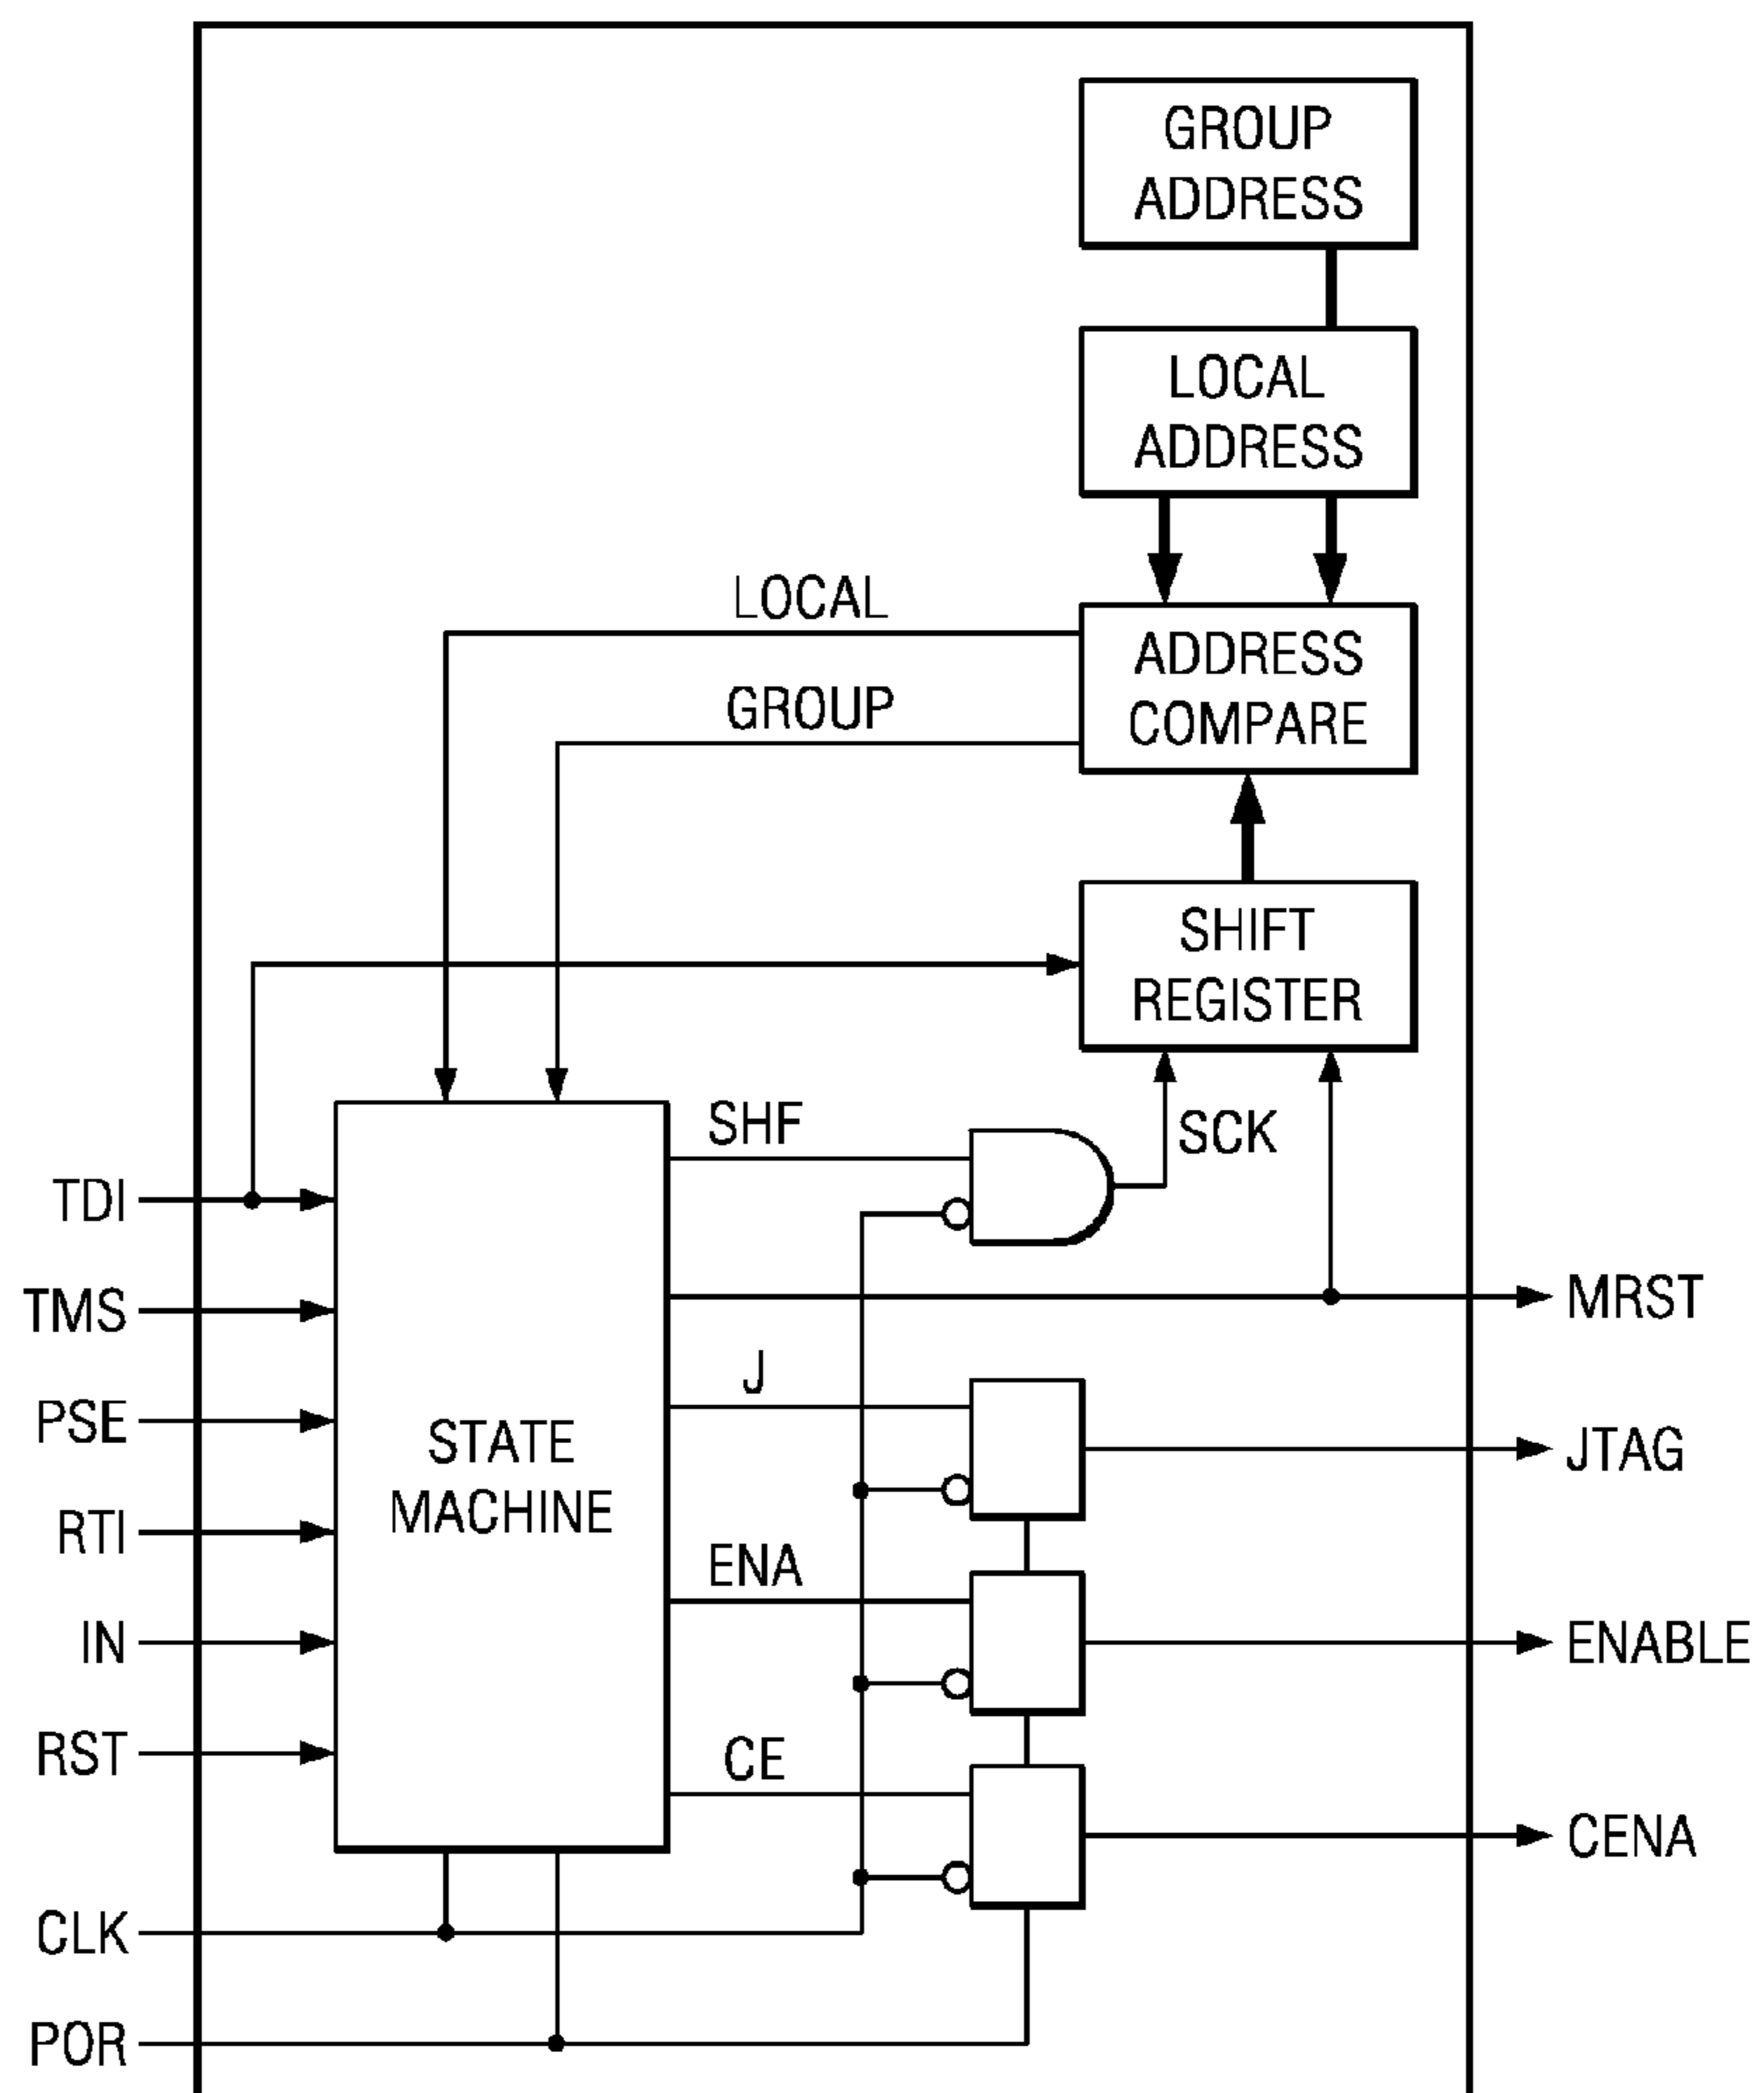 GROUP
ADDRESS
LOCAL
ADDRESS
LOCAL
ADDRESS
COMPARE
GROUP
SHIFT
REGISTER
SHF
SCK
TDI
TMS
MRST
J
PSE
STATE
MACHINE
JTAG
RTI
ENA
IN
ENABLE
RST
CE
CENA
CLK
POR